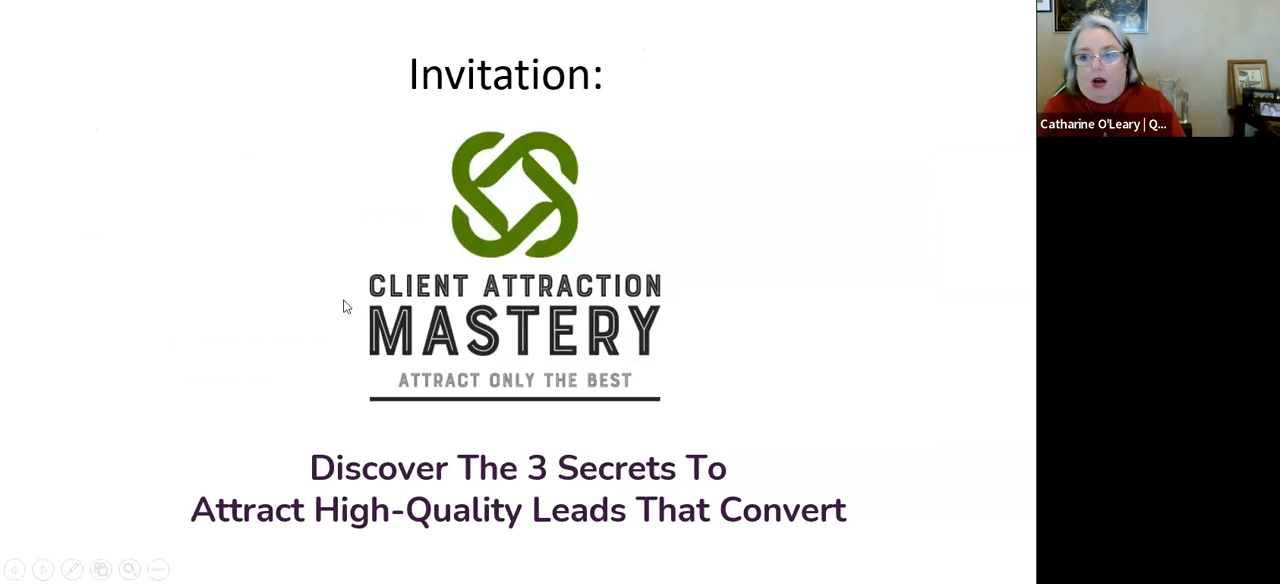 Invitation:
CLIENT ATTRACTION
MASTERY
ATTRACT ONLY THE BEST
Discover The 3 Secrets To
Attract High-Quality Leads That Convert
Catharine O'Leary | Q...